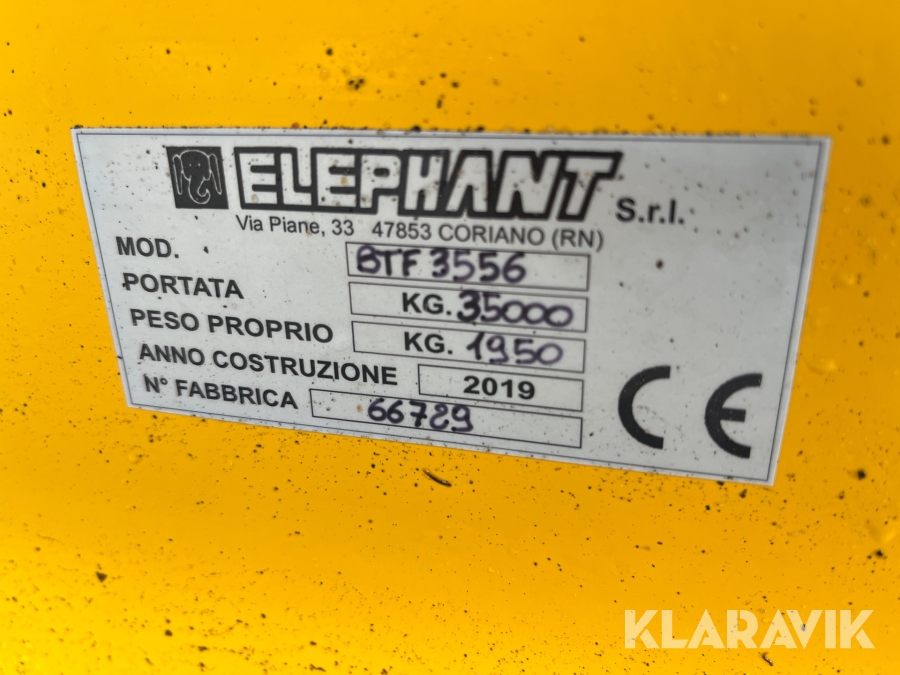 ELEPHANT S.r.l.
Via Piane, 33 47853 CORIANO (RN)
MOD. BTF 3556
PORTATA KG. 35000
PESO PROPRIO KG. 1950
ANNO COSTRUZIONE 2019
N° FABBRICA 66789
CE
KLARAVIK